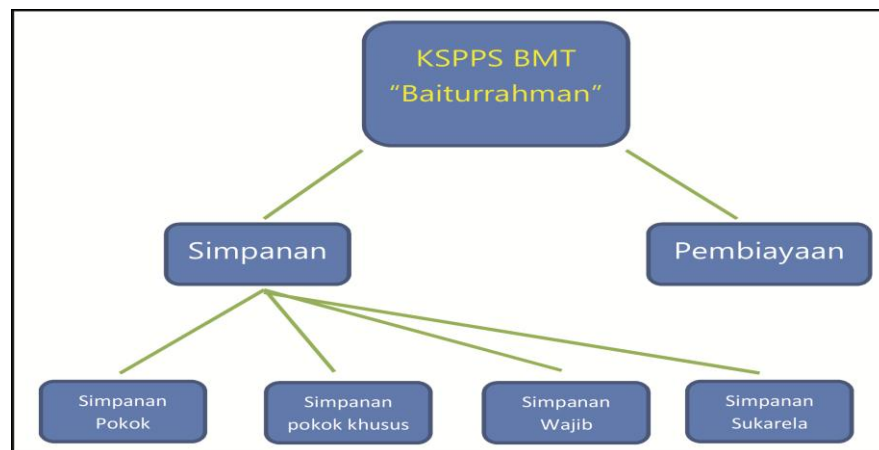 KSPPS BMT
“Baiturrahman”
Simpanan
Pembiayaan
Simpanan
Pokok
Simpanan
pokok khusus
Simpanan
Wajib
Simpanan
Sukarela